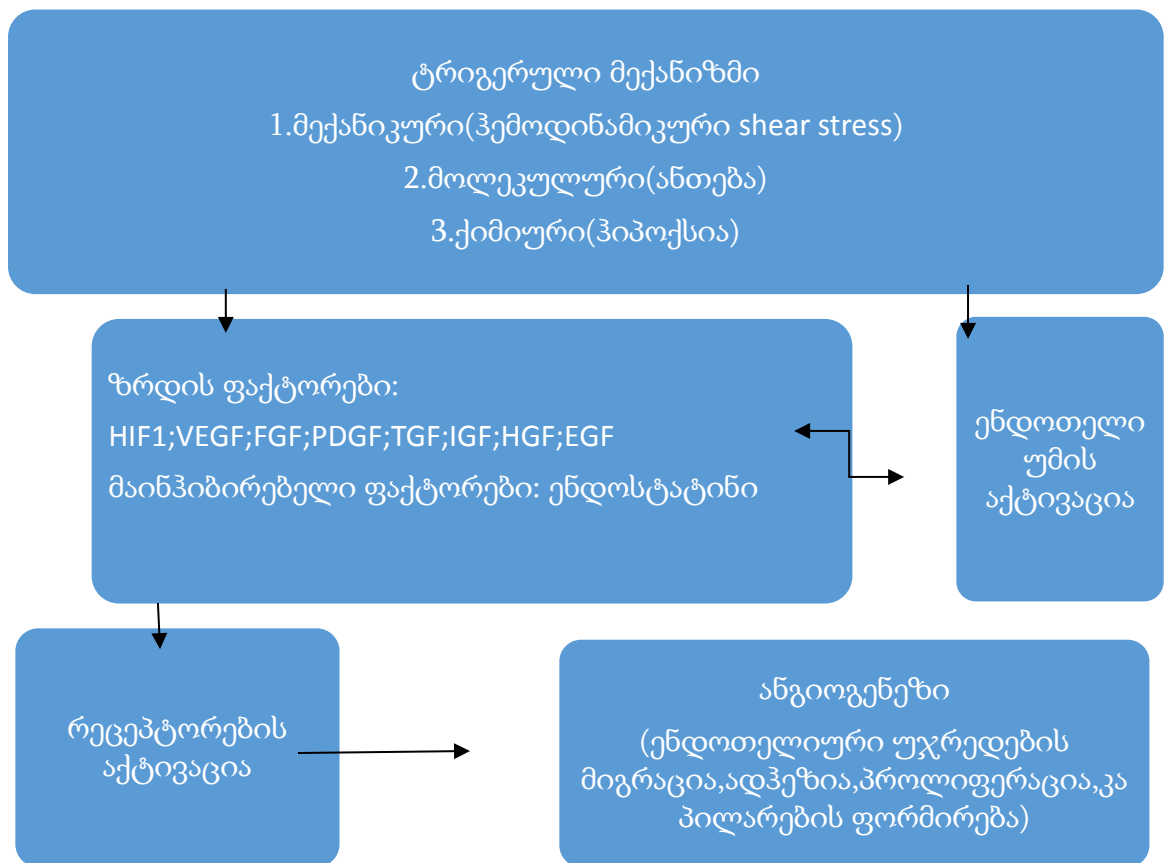 ტრიგერული მექანიზმი
1.მექანიკური(ჰემოდინამიკური shear stress)
2.მოლეკულური(ანთება)
3.ქიმიური(ჰიპოქსია)
ზრდის ფაქტორები:
HIF1;VEGF;FGF;PDGF;TGF;IGF;HGF;EGF
მაინჰიბირებელი ფაქტორები: ენდოსტატინი
ენდოთელი
უმის
აქტივაცია
რეცეპტორების
აქტივაცია
ანგიოგენეზი
(ენდოთელიური უჯრედების
მიგრაცია,ადჰეზია,პროლიფერაცია,კა
პილარების ფორმირება)